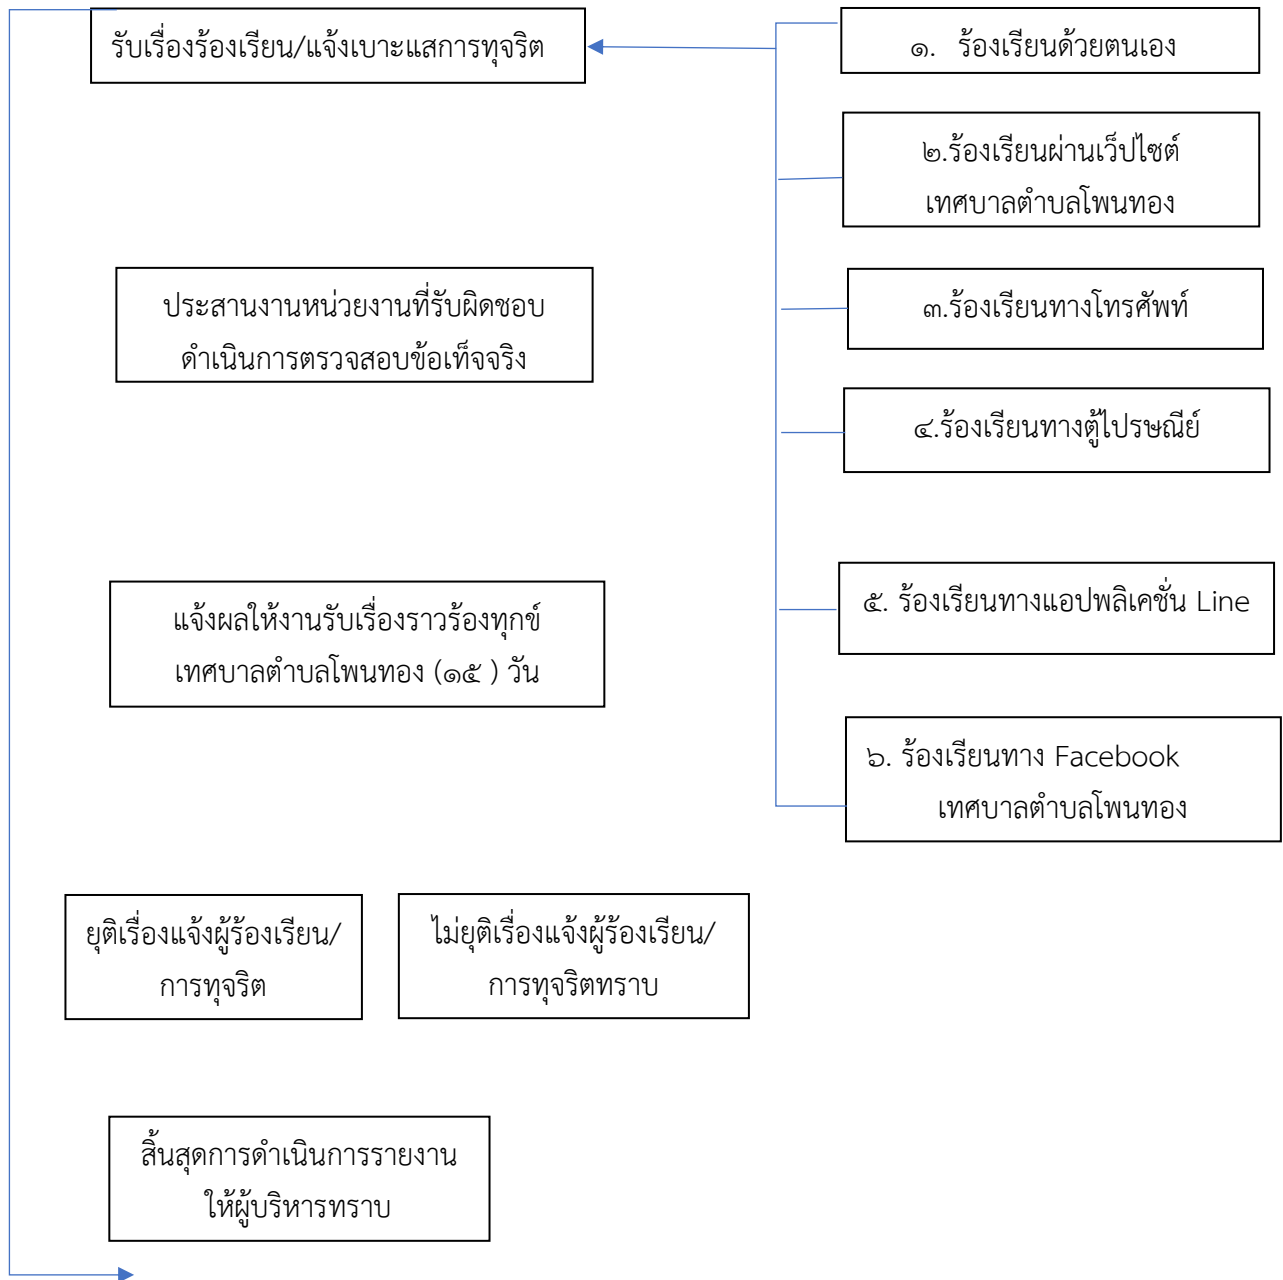 รับเรื่องร้องเรียน/แจ้งเบาะแสการทุจริต
๑. ร้องเรียนด้วยตนเอง
๒.ร้องเรียนผ่านเว็ปไซต์
เทศบาลตำบลโพนทอง
ประสานงานหน่วยงานที่รับผิดชอบ
ดำเนินการตรวจสอบข้อเท็จจริง
๓.ร้องเรียนทางโทรศัพท์
๔.ร้องเรียนทางตู้ไปรษณีย์
แจ้งผลให้งานรับเรื่องราวร้องทุกข์
เทศบาลตำบลโพนทอง (๑๕ ) วัน
๕. ร้องเรียนทางแอปพลิเคชั่น Line
๖. ร้องเรียนทาง Facebook
เทศบาลตำบลโพนทอง
ยุติเรื่องแจ้งผู้ร้องเรียน/
การทุจริต
ไม่ยุติเรื่องแจ้งผู้ร้องเรียน/
การทุจริตทราบ
สิ้นสุดการดำเนินการรายงาน
ให้ผู้บริหารทราบ